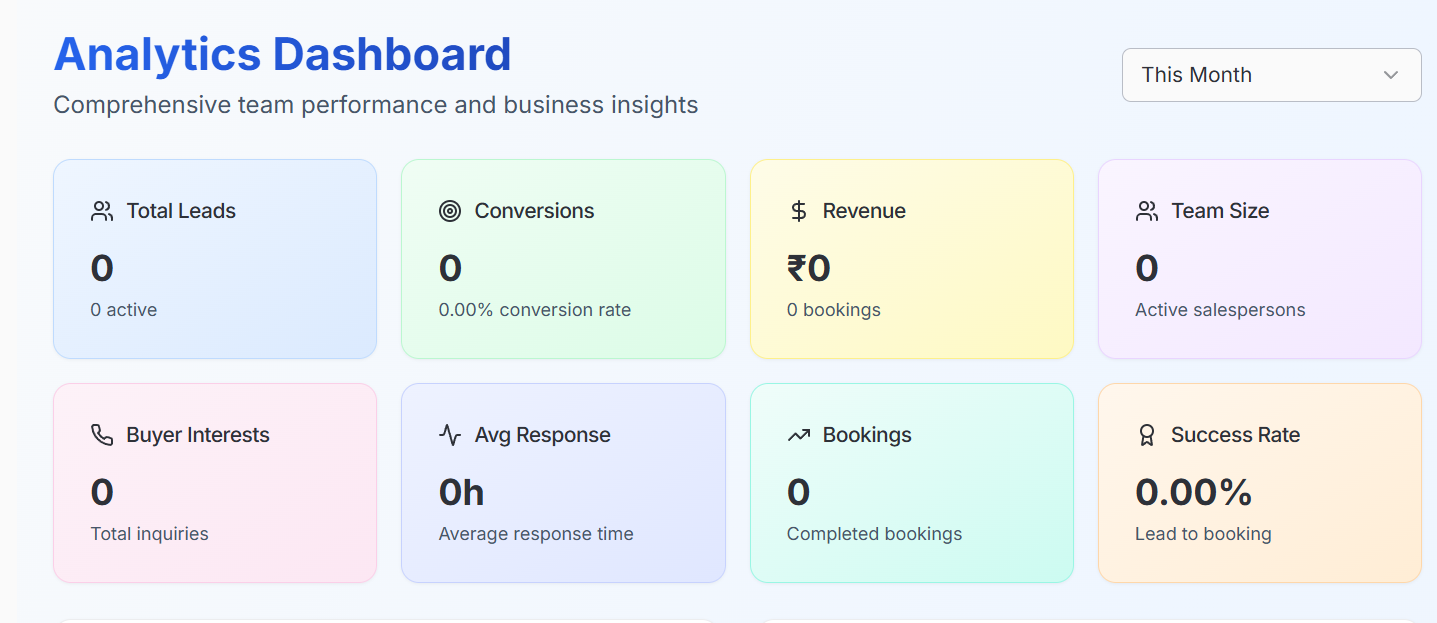 Analytics Dashboard
Comprehensive team performance and business insights
This Month
Total Leads
0
0 active
Conversions
0
0.00% conversion rate
Revenue
₹0
0 bookings
Team Size
0
Active salespersons
Buyer Interests
0
Total inquiries
Avg Response
0h
Average response time
Bookings
0
Completed bookings
Success Rate
0.00%
Lead to booking